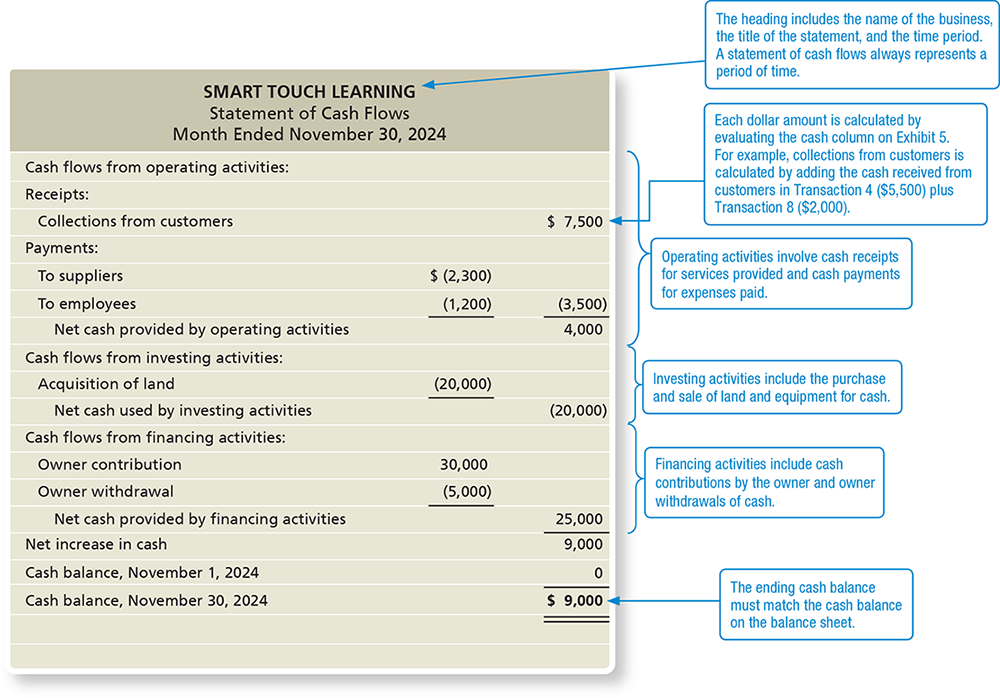 SMART TOUCH LEARNING
Statement of Cash Flows
Month Ended November 30, 2024
Cash flows from operating activities:
Receipts:
Collections from customers $ 7,500
Payments:
To suppliers $ (2,300)
To employees (1,200) (3,500)
Net cash provided by operating activities 4,000
Cash flows from investing activities:
Acquisition of land (20,000)
Net cash used by investing activities (20,000)
Cash flows from financing activities:
Owner contribution 30,000
Owner withdrawal (5,000)
Net cash provided by financing activities 25,000
Net increase in cash 9,000
Cash balance, November 1, 2024 0
Cash balance, November 30, 2024 $ 9,000
The heading includes the name of the business,
the title of the statement, and the time period.
A statement of cash flows always represents a
period of time.
Each dollar amount is calculated by
evaluating the cash column on Exhibit 5.
For example, collections from customers is
calculated by adding the cash received from
customers in Transaction 4 ($5,500) plus
Transaction 8 ($2,000).
Operating activities involve cash receipts
for services provided and cash payments
for expenses paid.
Investing activities include the purchase
and sale of land and equipment for cash.
Financing activities include cash
contributions by the owner and owner
withdrawals of cash.
The ending cash balance
must match the cash balance
on the balance sheet.